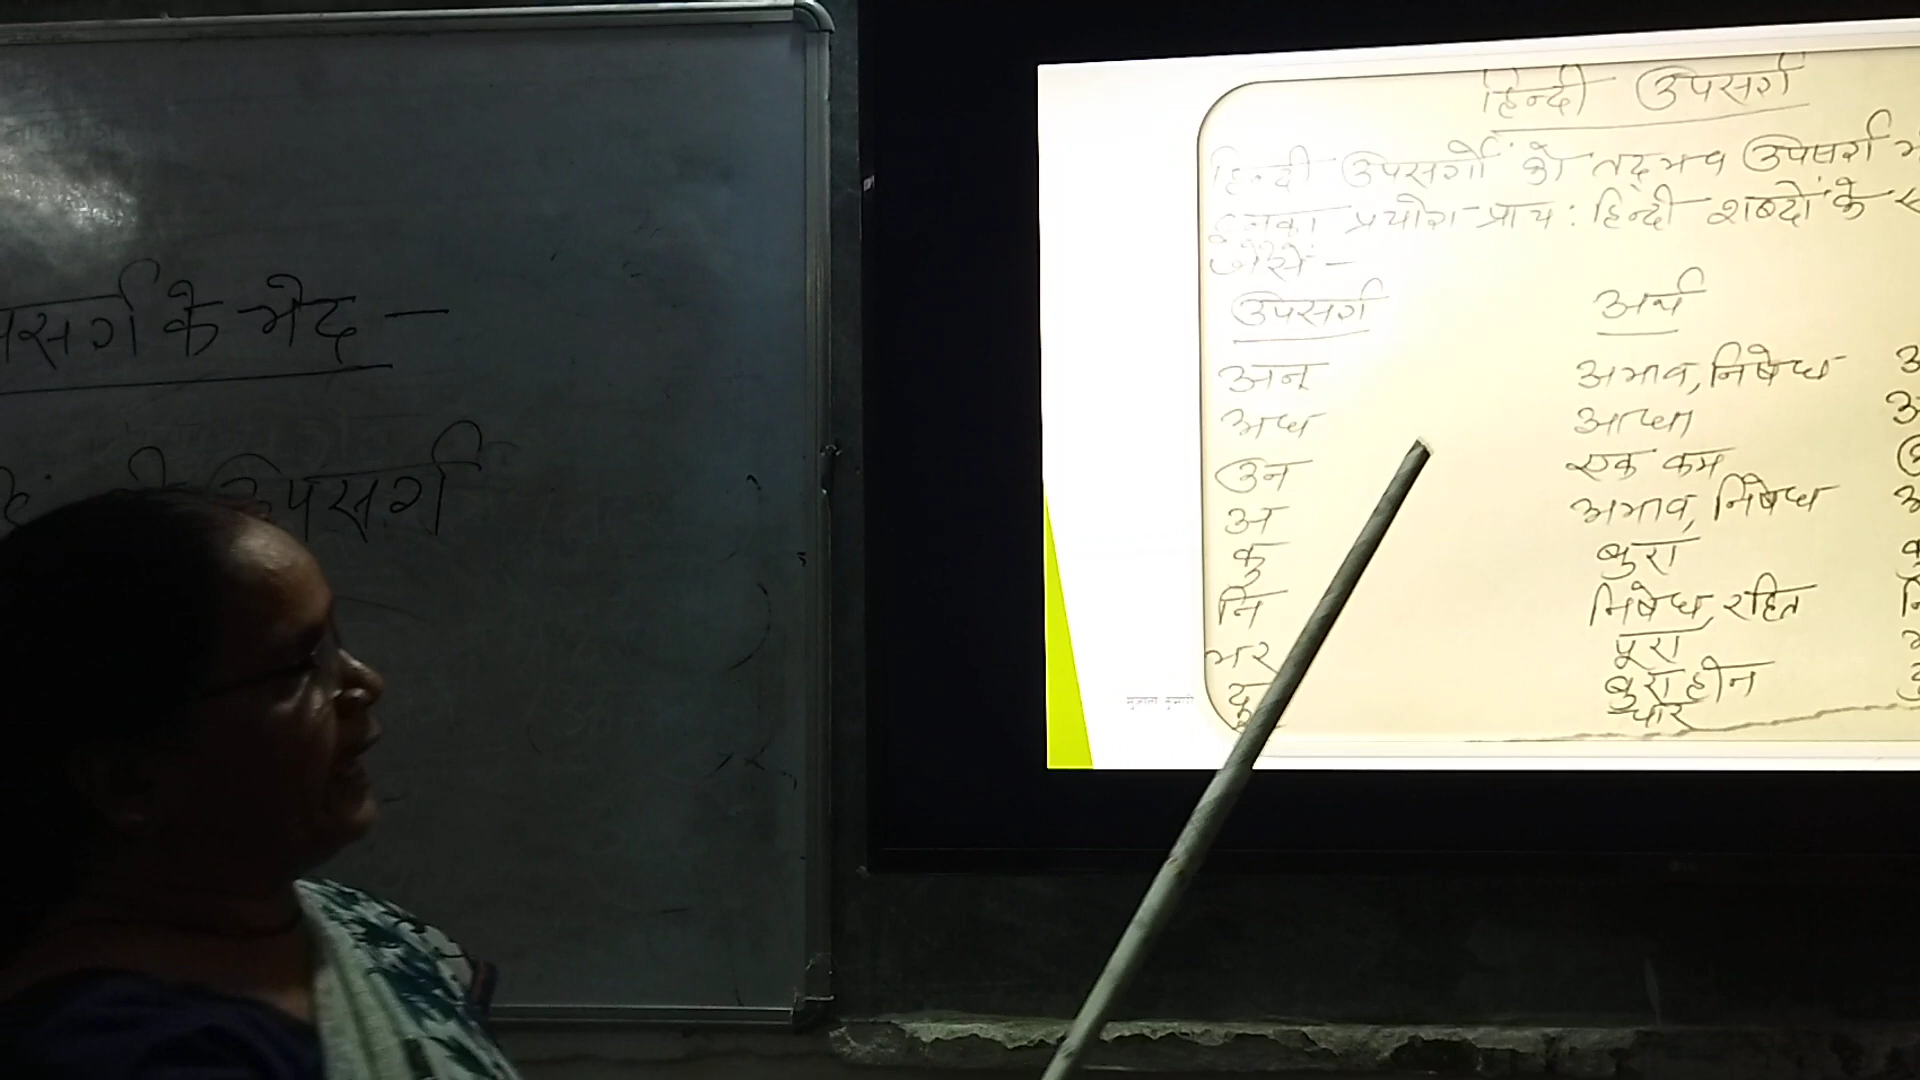 उपसर्ग के भेद -
उपसर्ग
हिन्दी उपसर्ग
हिन्दी उपसर्गों को तद्भव उपसर्ग
इनका प्रयोग प्राय: हिन्दी शब्दों के
जैसे -
उपसर्ग अर्थ
अन् अभाव, निषेध
अध आधा
उन एक कम
अ अभाव, निषेध
कु बुरा
नि निषेध, रहित
भर पूरा
बुरा हीन
चार